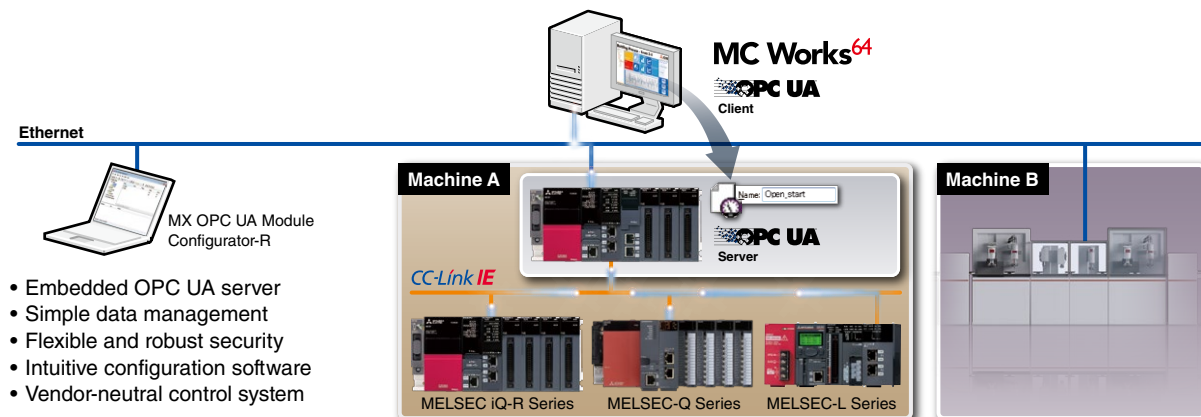 MC Works64
OPC UA
Client
Ethernet
Machine A
Machine B
Name: Open_start
MX OPC UA Module
Configurator-R
OPC UA
Server
CC-Link IE
• Embedded OPC UA server
• Simple data management
• Flexible and robust security
• Intuitive configuration software
• Vendor-neutral control system
MELSEC iQ-R Series
MELSEC-Q Series
MELSEC-L Series